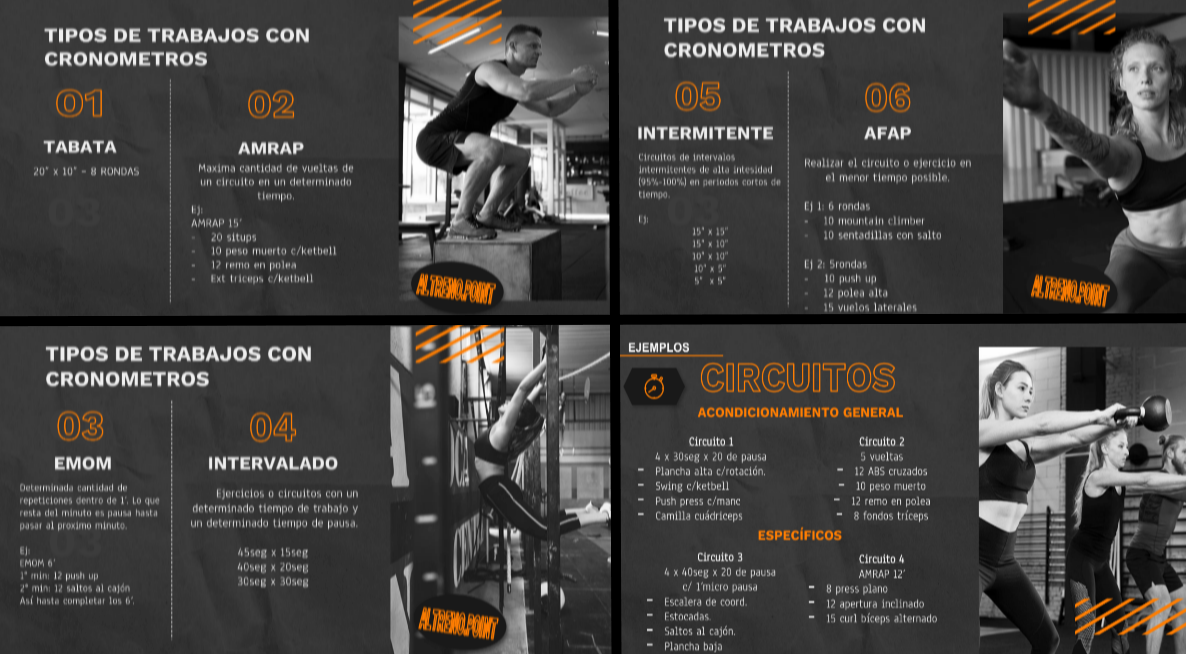 TIPOS DE TRABAJOS CON
CRONOMETROS
01
TABATA
20" x 10" - 8 RONDAS
02
AMRAP
Maxima cantidad de vueltas de
un circuito en un determinado
tiempo.
Ej:
AMRAP 15'
- 20 situps
- 10 peso muerto c/ketbell
- 12 remo en polea
- Ext triceps c/ketbell
ALTRENO.POINT
TIPOS DE TRABAJOS CON
CRONOMETROS
05
INTERMITENTE
Circuitos de intervalos
intermitentes de alta intesidad
(95%-100%) en periodos cortos de
tiempo.
Ej:
15" x 15"
15" x 10"
10" x 10"
10" x 5"
5" x 5"
06
AFAP
Realizar el circuito o ejercicio en
el menor tiempo posible.
Ej 1: 6 rondas
- 10 mountain climber
- 10 sentadillas con salto
Ej 2: 5rondas
- 10 push up
- 12 polea alta
- 15 vuelos laterales
ALTRENO.POINT
TIPOS DE TRABAJOS CON
CRONOMETROS
03
EMOM
Determinada cantidad de
repeticiones dentro de 1'. Lo que
resta del minuto es pausa hasta
pasar al proximo minuto.
Ej:
EMOM 6'
1° min: 12 push up
2° min: 12 saltos al cajón
Así hasta completar los 6'.
04
INTERVALADO
Ejercicios o circuitos con un
determinado tiempo de trabajo y
un determinado tiempo de pausa.
45seg x 15seg
40seg x 20seg
30seg x 30seg
ALTRENO.POINT
EJEMPLOS
CIRCUITOS
ACONDICIONAMIENTO GENERAL
Circuito 1
4 x 30seg x 20 de pausa
- Plancha alta c/rotación.
- Swing c/ketbell
- Push press c/manc
- Camilla cuádriceps
Circuito 2
5 vueltas
- 12 ABS cruzados
- 10 peso muerto
- 12 remo en polea
- 8 fondos tríceps
ESPECÍFICOS
Circuito 3
4 x 40seg x 20 de pausa
c/ 1'micro pausa
- Escalera de coord.
- Estocadas.
- Saltos al cajón.
- Plancha baja
Circuito 4
AMRAP 12'
- 8 press plano
- 12 apertura inclinado
- 15 curl bíceps alternado